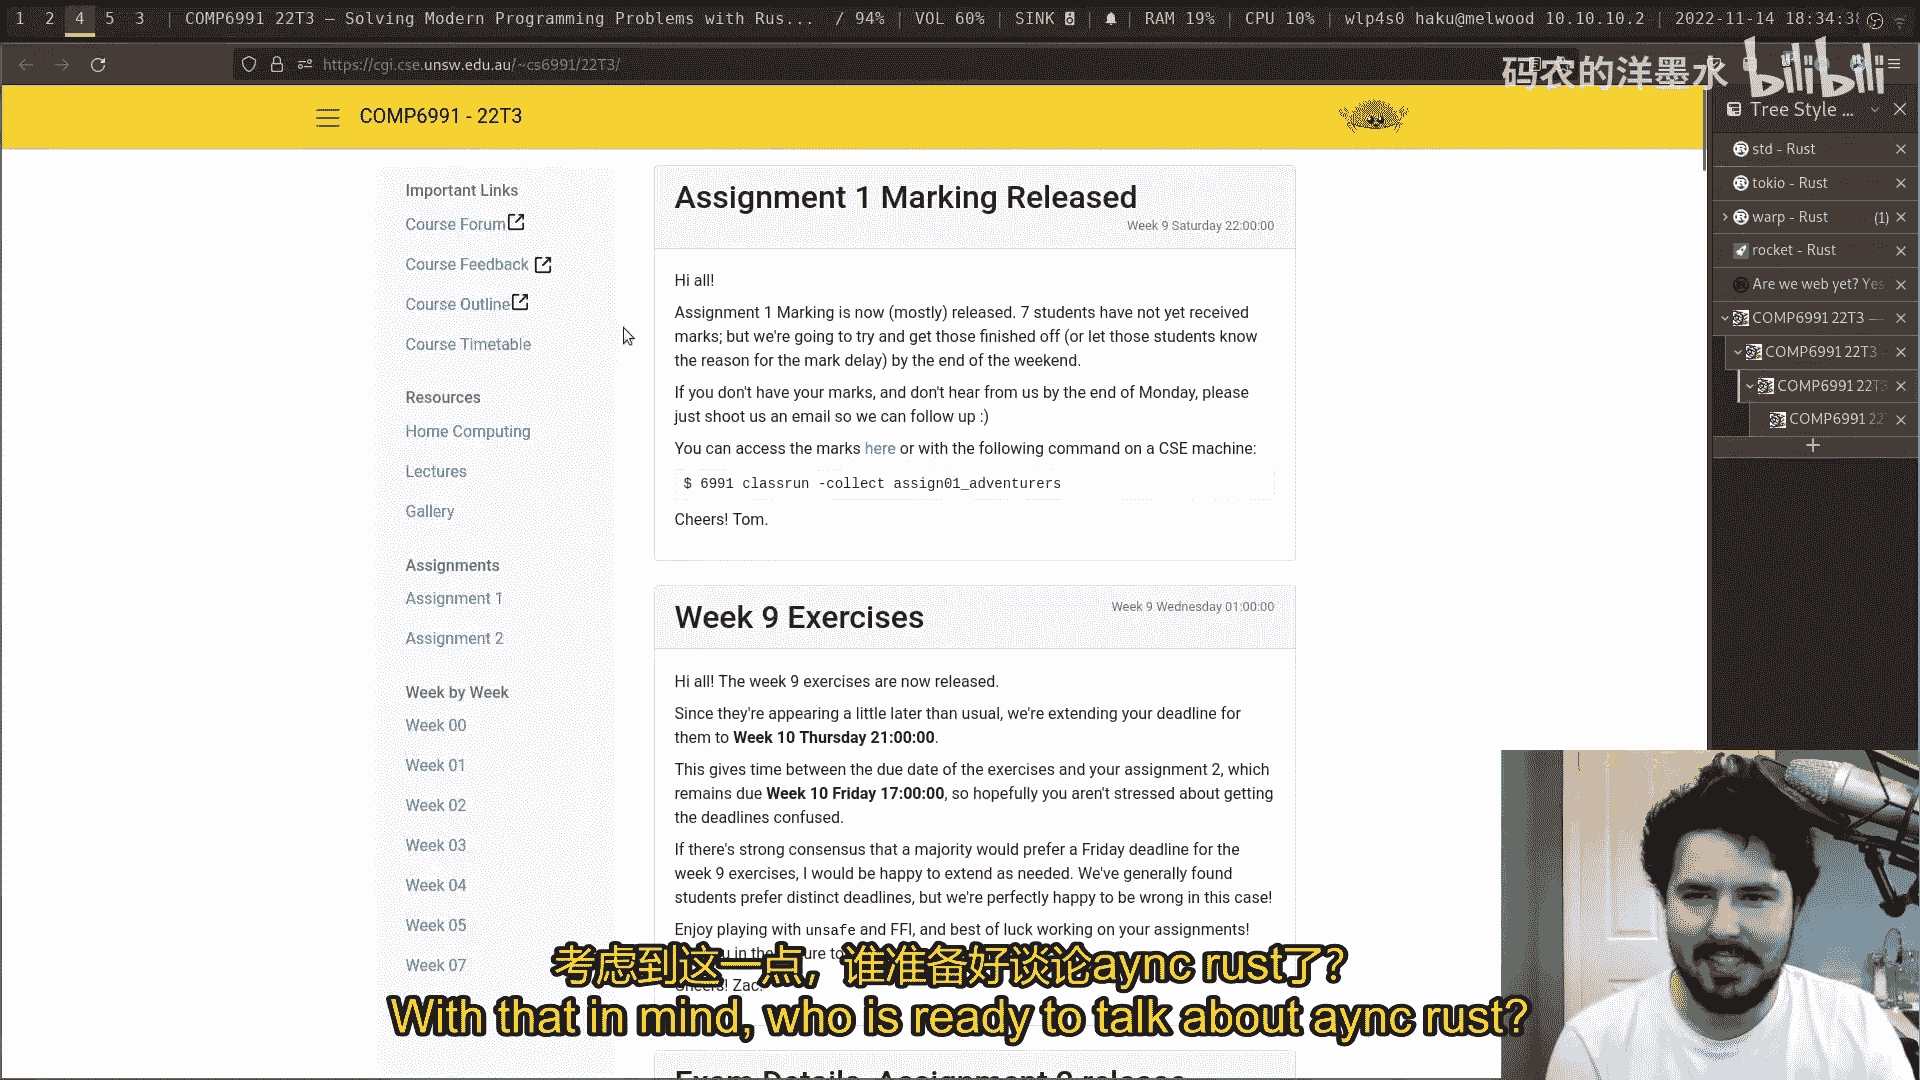 1 2 4 5 3 | COMP6991 22T3 — Solving Modern Programming Problems with Rus... / 94% | VOL 60% | SINK | RAM 19% | CPU 10% | wlp4s0 haku@melwood 10.10.10.2 | 2022-11-14 18:34:38
https://cgi.cse.unsw.edu.au/~cs6991/22T3/
码农的洋墨水 bilibili
COMP6991 - 22T3
Important Links
Course Forum
Course Feedback
Course Outline
Course Timetable
Resources
Home Computing
Lectures
Gallery
Assignments
Assignment 1
Assignment 2
Week by Week
Week 00
Week 01
Week 02
Week 03
Week 04
Week 05
Week 07
Assignment 1 Marking Released
Week 9 Saturday 22:00:00
Hi all!
Assignment 1 Marking is now (mostly) released. 7 students have not yet received
marks; but we're going to try and get those finished off (or let those students know
the reason for the mark delay) by the end of the weekend.
If you don't have your marks, and don't hear from us by the end of Monday, please
just shoot us an email so we can follow up :)
You can access the marks here or with the following command on a CSE machine:
$ 6991 classrun -collect assign01_adventurers
Cheers! Tom.
Week 9 Exercises
Week 9 Wednesday 01:00:00
Hi all! The week 9 exercises are now released.
Since they're appearing a little later than usual, we're extending your deadline for
them to Week 10 Thursday 21:00:00.
This gives time between the due date of the exercises and your assignment 2, which
remains due Week 10 Friday 17:00:00, so hopefully you aren't stressed about getting
the deadlines confused.
If there's strong consensus that a majority would prefer a Friday deadline for the
week 9 exercises, I would be happy to extend as needed. We've generally found
students prefer distinct deadlines, but we're perfectly happy to be wrong in this case!
Enjoy playing with unsafe and FFI, and best of luck working on your assignments!
Cheers! Zac.
Tree Style ...
std - Rust
tokio - Rust
warp - Rust (1)
rocket - Rust
Are we web yet? Yes
COMP6991 22T3 —
COMP6991 22T3
COMP6991 22T3
COMP6991 22
考虑到这一点，谁准备好谈论aync rust了?
With that in mind, who is ready to talk about aync rust?